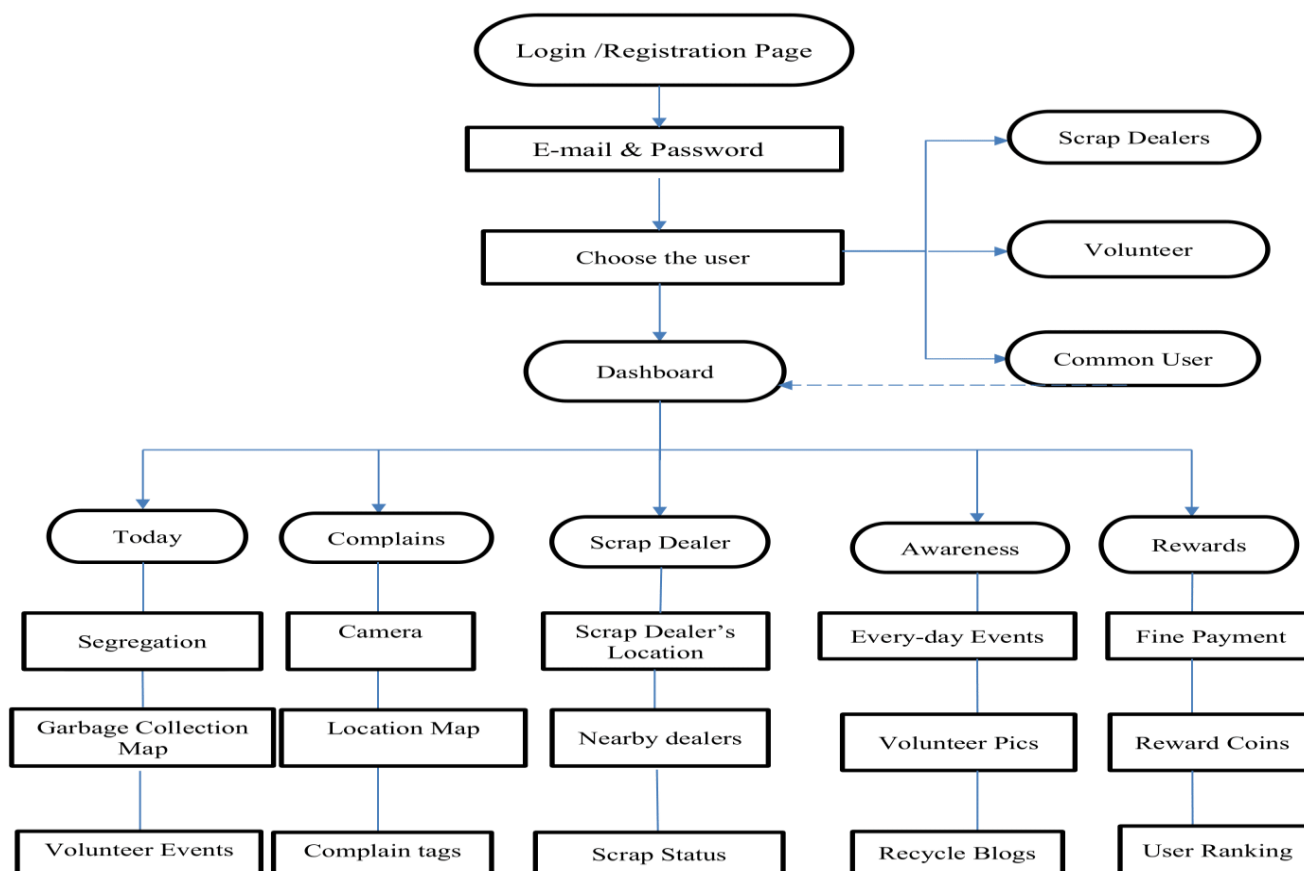 Login /Registration Page
E-mail & Password
Scrap Dealers
Choose the user
Volunteer
Dashboard
Common User
Today
Complains
Scrap Dealer
Awareness
Rewards
Segregation
Camera
Scrap Dealer’s
Location
Every-day Events
Fine Payment
Garbage Collection
Map
Location Map
Nearby dealers
Volunteer Pics
Reward Coins
Volunteer Events
Complain tags
Scrap Status
Recycle Blogs
User Ranking